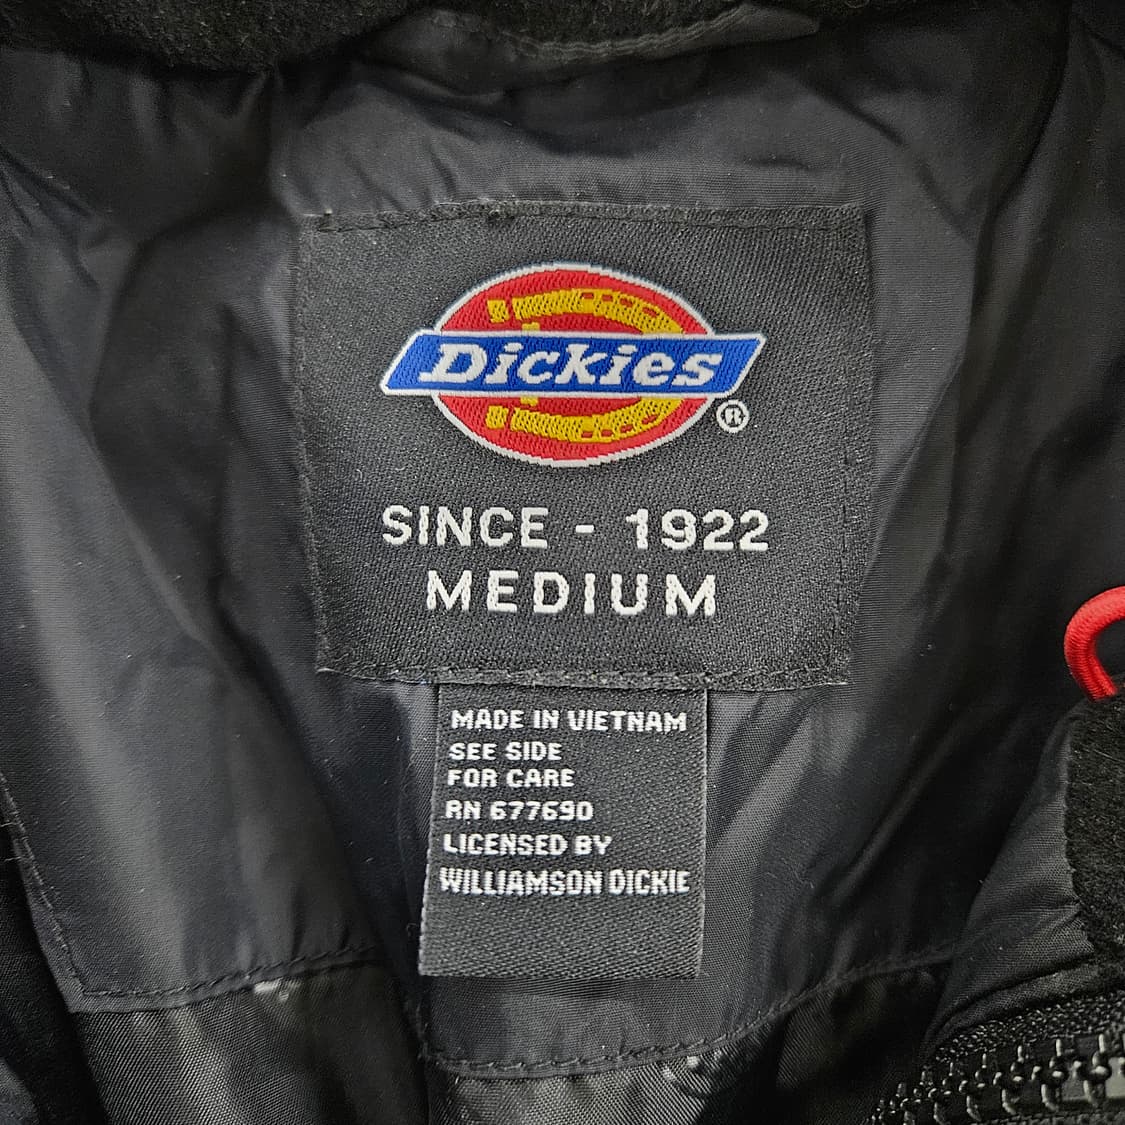 Dickies
®
SINCE - 1922
MEDIUM
MADE IN VIETNAM
SEE SIDE
FOR CARE
RN 677690
LICENSED BY
WILLIAMSON DICKIE